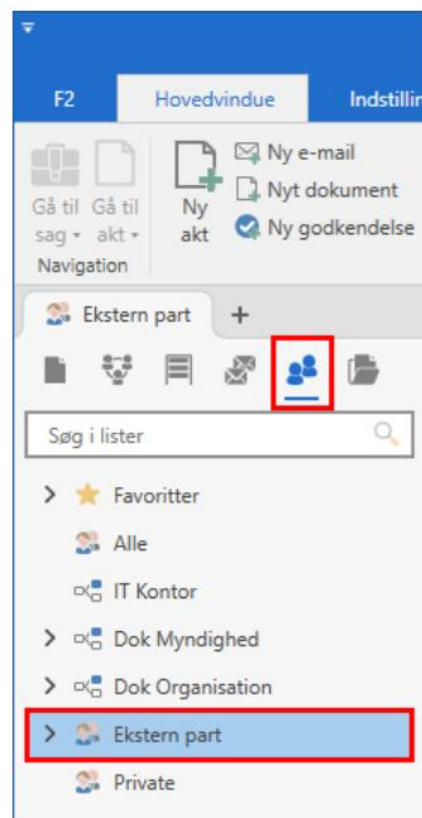 F2 Hovedvindue
Gå til sag
Gå til akt
Navigation
Ny akt
Ny e-mail
Nyt dokument
Ny godkendelse
Ekstern part +
Søg i lister
Favoritter
Alle
IT Kontor
Dok Myndighed
Dok Organisation
Ekstern part
Private